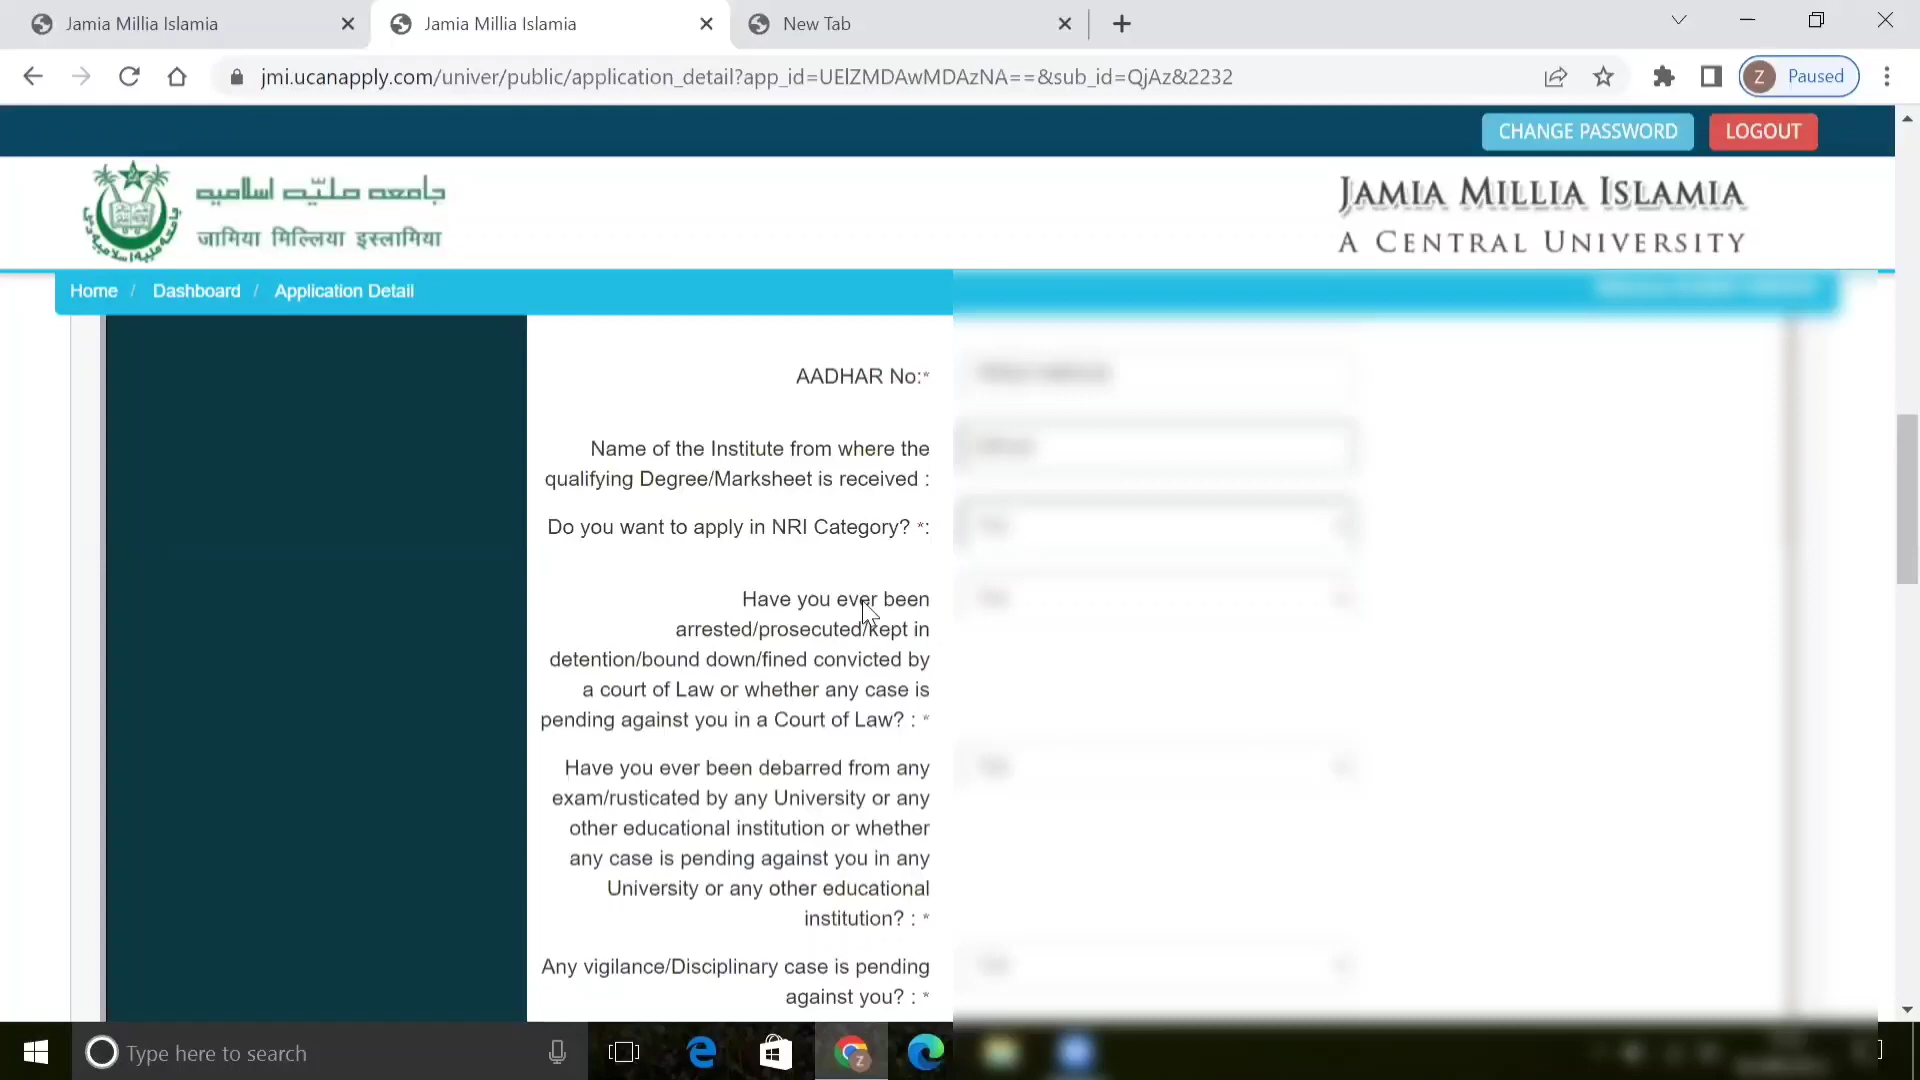 Jamia Millia Islamia
Jamia Millia Islamia
New Tab
jmi.ucanapply.com/univer/public/application_detail?app_id=UElZMDAwMDAzNA==&sub_id=QjAz&2232
Z Paused
CHANGE PASSWORD LOGOUT
جامعہ ملیّہ اسلامیہ
जामिया मिल्लिया इस्लामिया
JAMIA MILLIA ISLAMIA
A CENTRAL UNIVERSITY
Home / Dashboard / Application Detail
AADHAR No:*
Name of the Institute from where the
qualifying Degree/Marksheet is received :
Do you want to apply in NRI Category? *:
Have you ever been
arrested/prosecuted/kept in
detention/bound down/fined convicted by
a court of Law or whether any case is
pending against you in a Court of Law? : *
Have you ever been debarred from any
exam/rusticated by any University or any
other educational institution or whether
any case is pending against you in any
University or any other educational
institution? : *
Any vigilance/Disciplinary case is pending
against you? : *
Type here to search